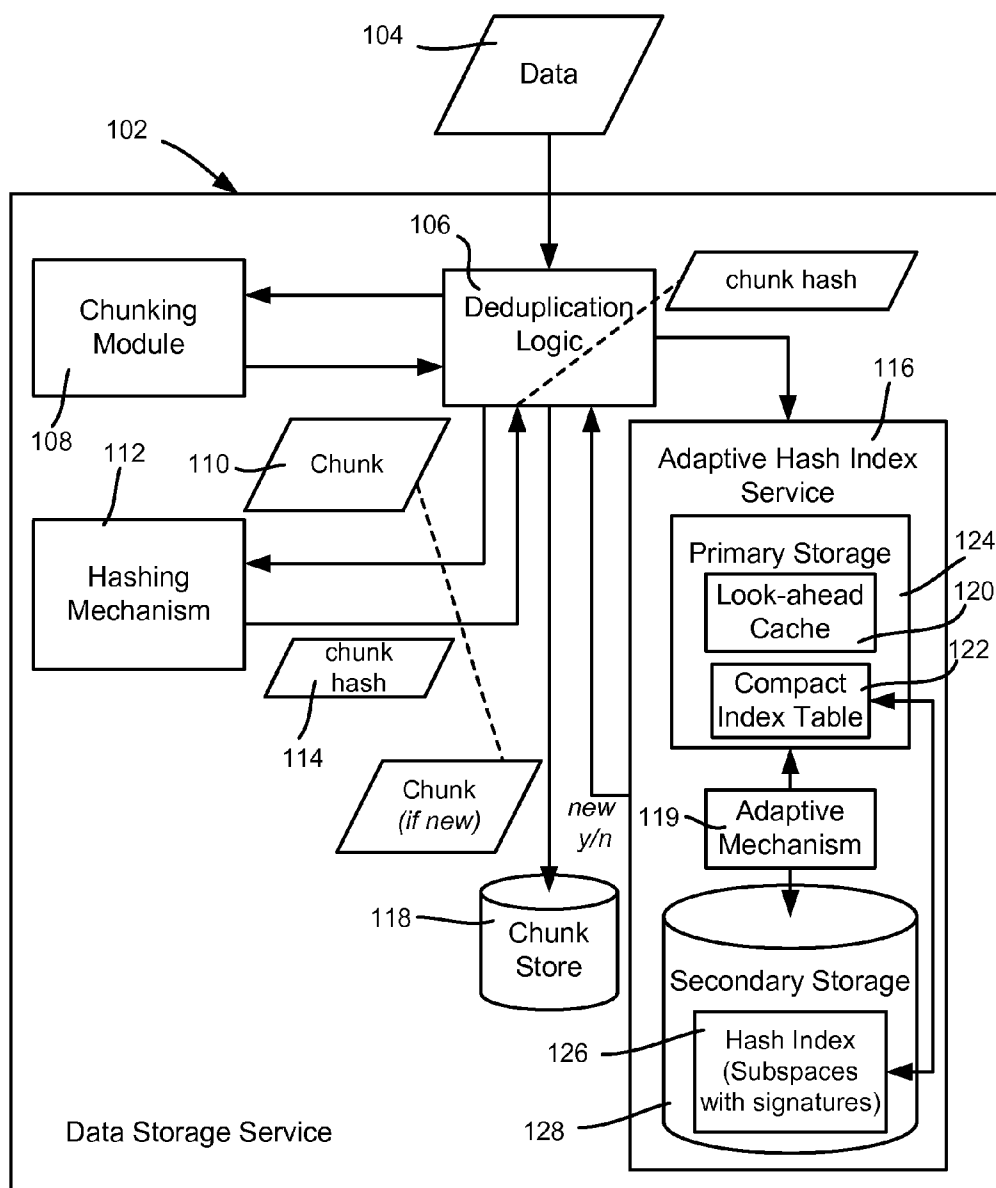 104
Data
102
106
Deduplication
Logic
chunk hash
Chunking
Module
108
116
112
110
Chunk
Adaptive Hash Index
Service
Hashing
Mechanism
Primary Storage
124
Look-ahead
Cache
120
122
Compact
Index Table
chunk
hash
114
Chunk
(if new)
new
y/n
119
Adaptive
Mechanism
118
Chunk
Store
Secondary Storage
126
Hash Index
(Subspaces
with signatures)
128
Data Storage Service